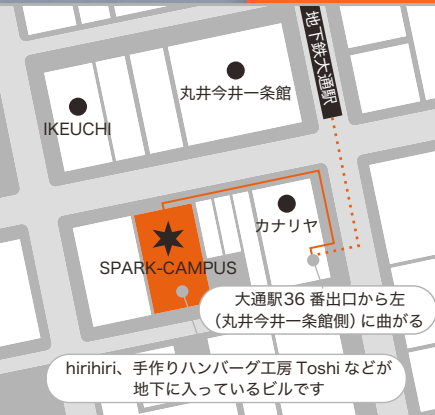 地下鉄大通駅
丸井今井一条館
IKEUCHI
カナリヤ
SPARK-CAMPUS
大通駅36 番出口から左
（丸井今井一条館側）に曲がる
hirihiri、手作りハンバーグ工房 Toshi などが
地下に入っているビルです